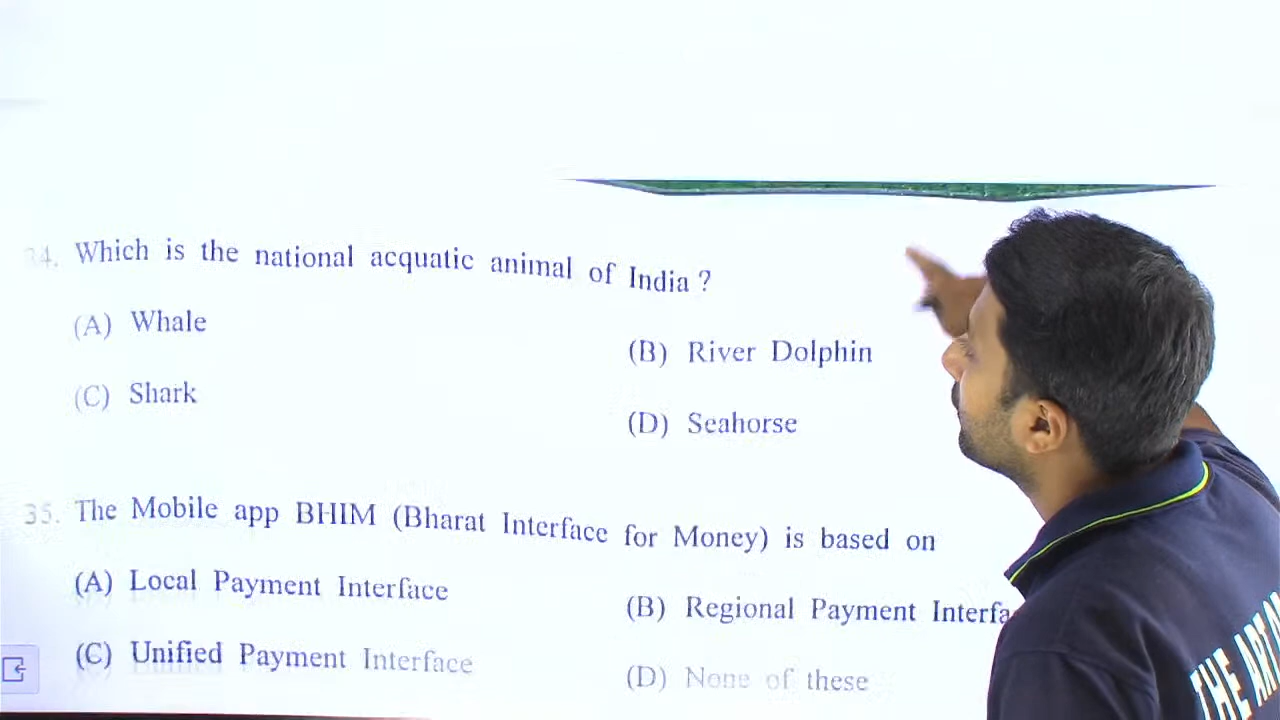 34. Which is the national acquatic animal of India ?
(A) Whale
(B) River Dolphin
(C) Shark
(D) Seahorse
35. The Mobile app BHIM (Bharat Interface for Money) is based on
(A) Local Payment Interface
(B) Regional Payment
(C) Unified Payment Interface
(D) None of these
THE